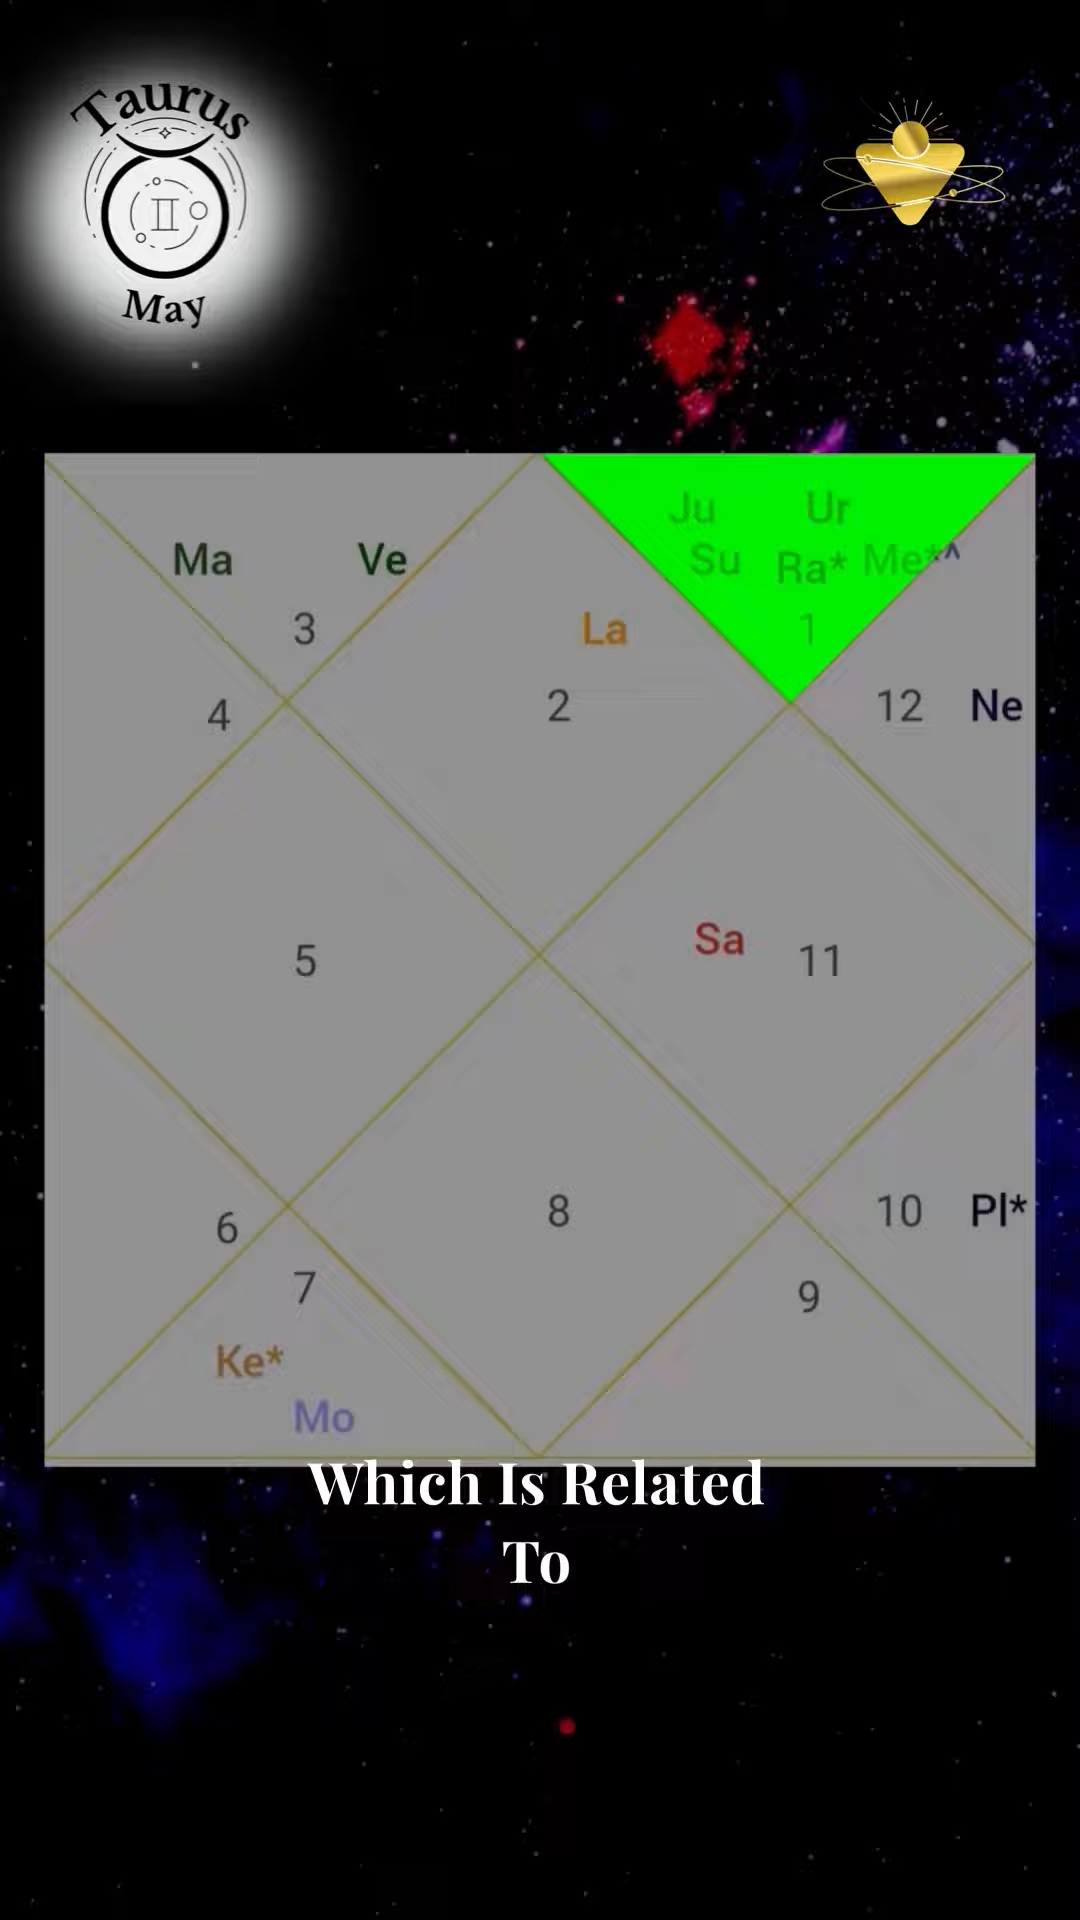 Taurus
II
May
Ju Ur
Su Ra* Me*^
Ma Ve
3
La
1
4
2
12 Ne
5
Sa 11
6
8
10 Pl*
7
9
Ke*
Mo
Which Is Related
To